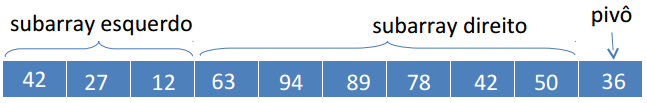 subarray esquerdo subarray direito pivô
42 27 12 63 94 89 78 42 50 36